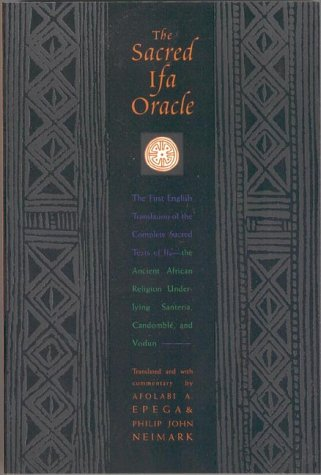 The
Sacred
Ifa
Oracle
The First English
Translation of the
Complete Sacred
Texts of Ifa—the
Ancient African
Religion Under-
lying Santeria,
Candomblé, and
Vodun
Translated and with
commentary by
AFOLABI A.
EPEGA &
PHILIP JOHN
NEIMARK